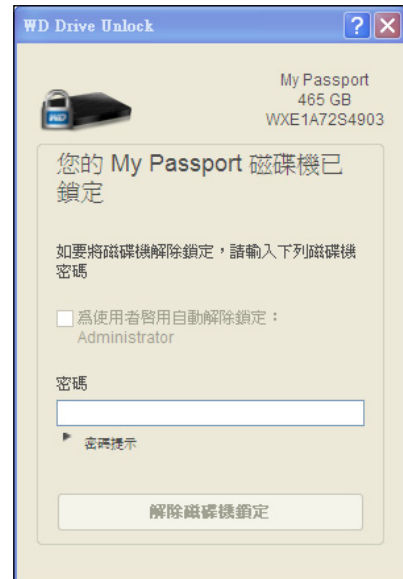 WD Drive Unlock
My Passport
465 GB
WXE1A72S4903
WD
您的 My Passport 磁碟機已
鎖定
如要將磁碟機解除鎖定，請輸入下列磁碟機
密碼
爲使用者啓用自動解除鎖定：
Administrator
密碼
密碼提示
解除磁碟機鎖定